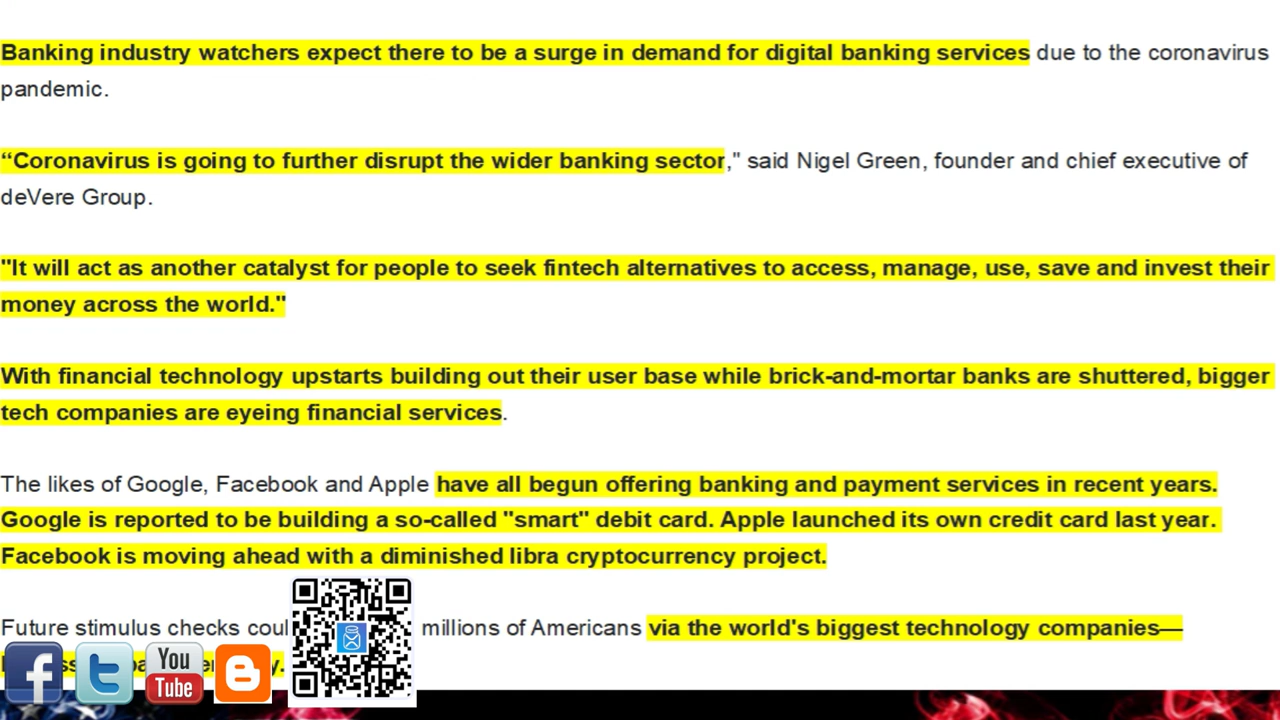 Banking industry watchers expect there to be a surge in demand for digital banking services due to the coronavirus
pandemic.
“Coronavirus is going to further disrupt the wider banking sector," said Nigel Green, founder and chief executive of
deVere Group.
"It will act as another catalyst for people to seek fintech alternatives to access, manage, use, save and invest their
money across the world."
With financial technology upstarts building out their user base while brick-and-mortar banks are shuttered, bigger
tech companies are eyeing financial services.
The likes of Google, Facebook and Apple have all begun offering banking and payment services in recent years.
Google is reported to be building a so-called "smart" debit card. Apple launched its own credit card last year.
Facebook is moving ahead with a diminished libra cryptocurrency project.
Future stimulus checks millions of Americans via the world's biggest technology companies—
You
Tube